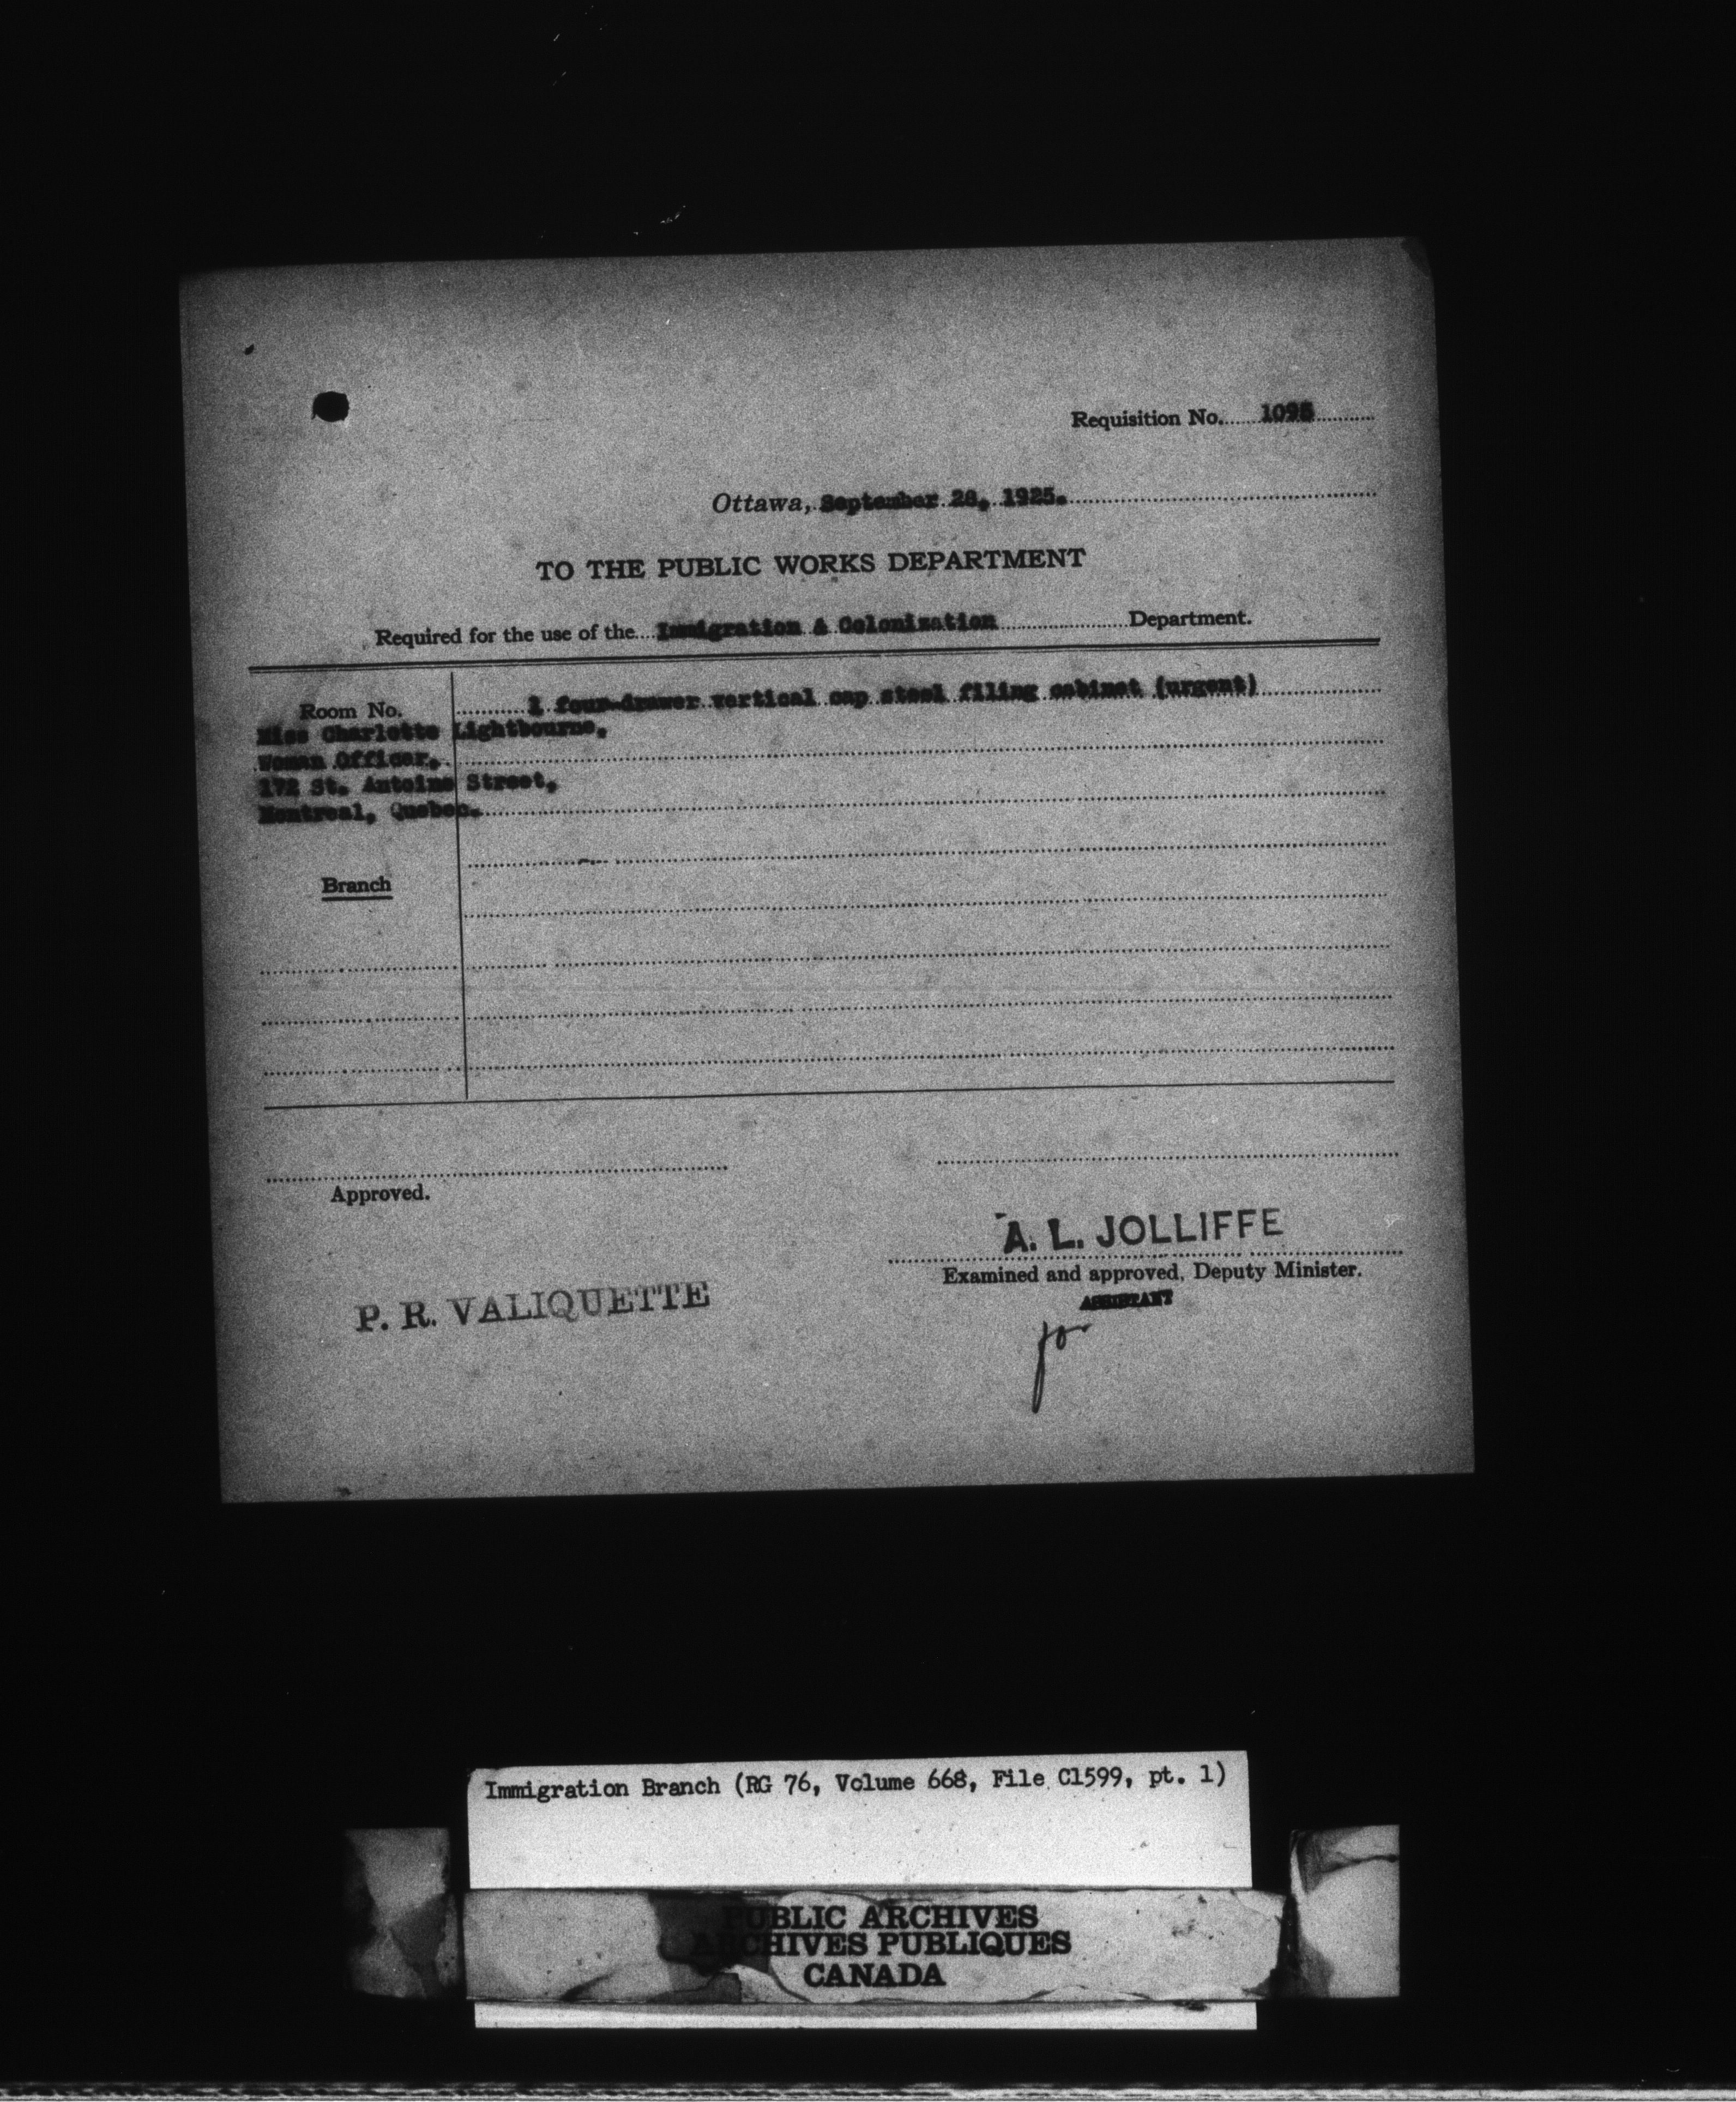 Requisition No. 1095
Ottawa, September 28, 1925.
TO THE PUBLIC WORKS DEPARTMENT
Required for the use of the Immigration & Colonization Department.
Room No. 1 four-drawer vertical cap steel filing cabinet (urgent)
Miss Charlotte Lightbourne,
Woman Officer,
172 St. Antoine Street,
Montreal, Quebec.
Branch
Approved.
A. L. JOLLIFFE
Examined and approved, Deputy Minister.
ASSISTANT
P. R. VALIQUETTE
Immigration Branch (RG 76, Volume 668, File C1599, pt. 1)
PUBLIC ARCHIVES
ARCHIVES PUBLIQUES
CANADA